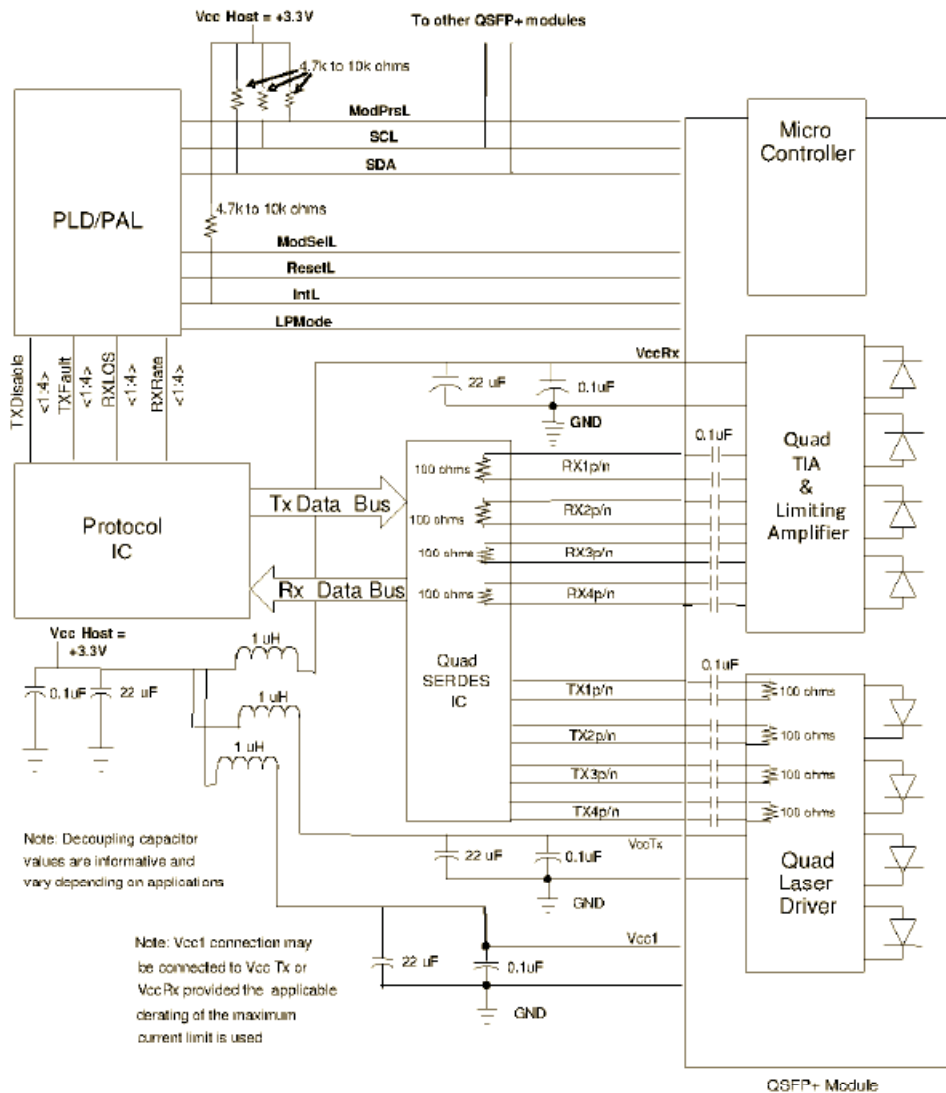 Vcc Host = +3.3V
To other QSFP+ modules
4.7k to 10k ohms
ModPrsL
SCL
SDA
Micro
Controller
PLD/PAL
4.7k to 10k ohms
ModSelL
ResetL
IntL
LPMode
TXDisable
<1:4>
TXFault
<1:4>
RXLOS
<1:4>
RXRate
<1:4>
VccRx
22 uF
0.1uF
GND
0.1uF
Quad
TIA
&
Limiting
Amplifier
100 ohms
RX1p/n
100 ohms
RX2p/n
100 ohms
RX3p/n
100 ohms
RX4p/n
Tx Data Bus
Protocol
IC
Rx Data Bus
Vcc Host =
+3.3V
0.1uF
22 uF
1 uH
1 uH
1 uH
Quad
SERDES
IC
0.1uF
TX1p/n
100 ohms
TX2p/n
100 ohms
TX3p/n
100 ohms
TX4p/n
100 ohms
VccTx
22 uF
0.1uF
GND
Quad
Laser
Driver
Note: Decoupling capacitor
values are informative and
vary depending on applications
Vcc1
22 uF
0.1uF
GND
Note: Vcc1 connection may
be connected to Vcc Tx or
VccRx provided the applicable
derating of the maximum
current limit is used
QSFP+ Module